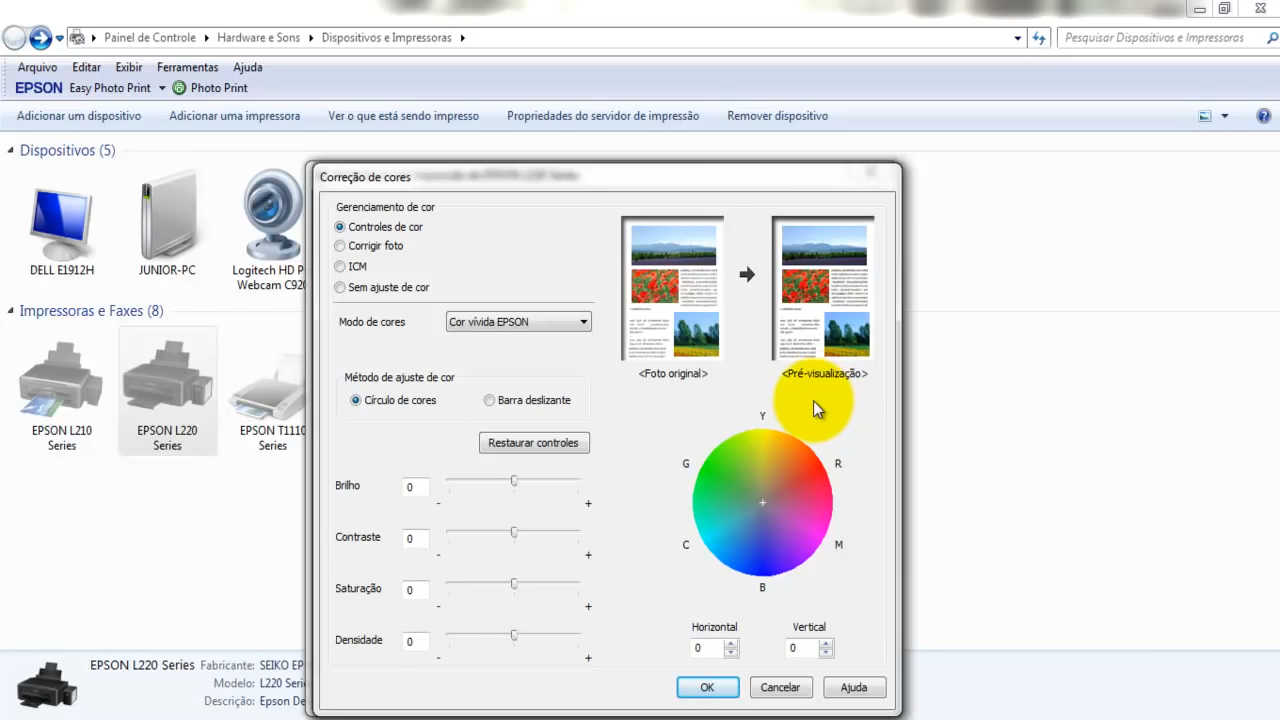 Painel de Controle
Hardware e Sons
Dispositivos e Impressoras
Pesquisar Dispositivos e Impressoras
Arquivo Editar Exibir Ferramentas Ajuda
EPSON Easy Photo Print Photo Print
Adicionar um dispositivo Adicionar uma impressora Ver o que está sendo impresso Propriedades do servidor de impressão Remover dispositivo
Dispositivos (5)
DELL E1912H
JUNIOR-PC
Logitech HD P
Webcam C920
Impressoras e Faxes (8)
EPSON L210
Series
EPSON L220
Series
EPSON T1110
Series
Correção de cores
Gerenciamento de cor
Controles de cor
Corrigir foto
ICM
Sem ajuste de cor
Modo de cores Cor vívida EPSON
Método de ajuste de cor
Círculo de cores Barra deslizante
Restaurar controles
Brilho 0
- +
Contraste 0
- +
Saturação 0
- +
Densidade 0
- +
<Foto original> <Pré-visualização>
Y
G R
C M
B
Horizontal Vertical
0 0
OK Cancelar Ajuda
EPSON L220 Series Fabricante: SEIKO EP
Modelo: L220 Seri
Descrição: Epson De